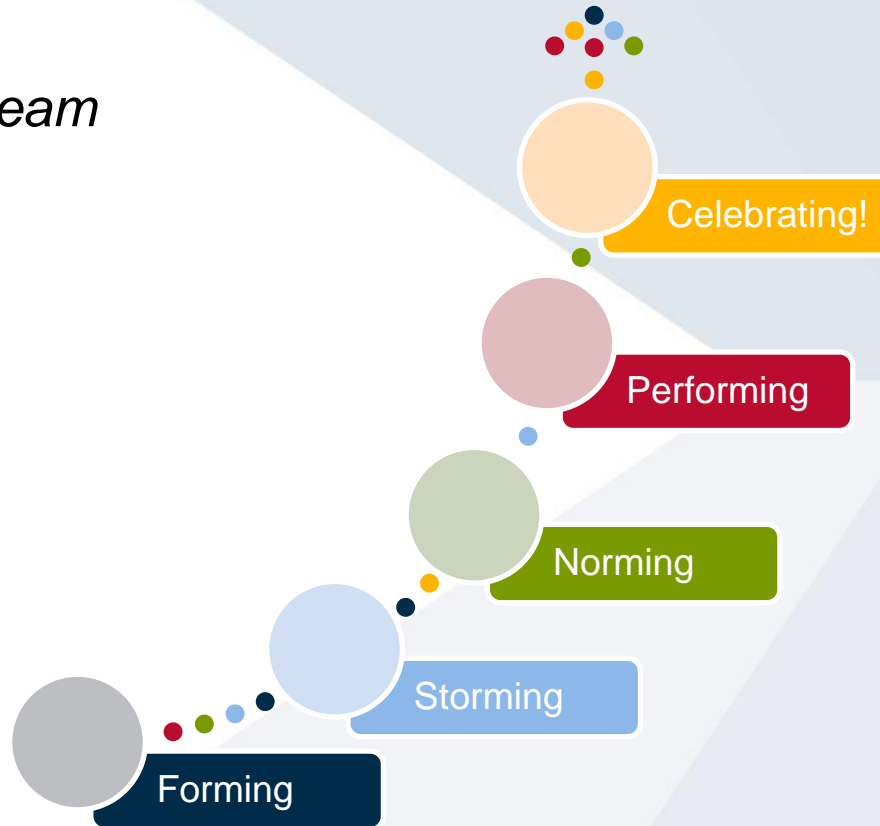 eam
Celebrating!
Performing
Norming
Storming
Forming